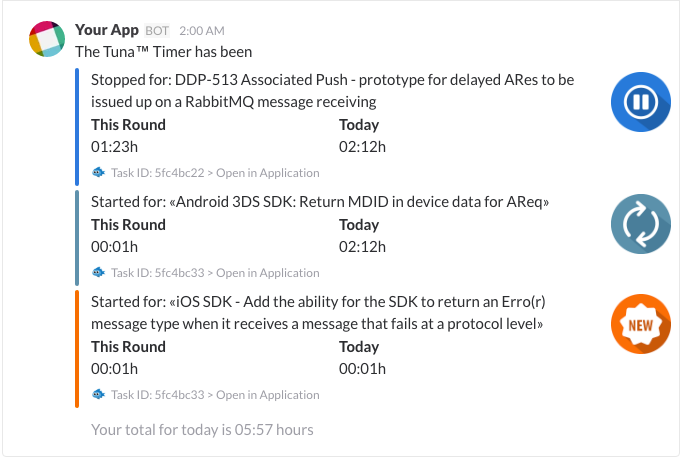 Your App BOT 2:00 AM
The Tuna™ Timer has been
Stopped for: DDP-513 Associated Push - prototype for delayed ARes to be
issued up on a RabbitMQ message receiving
This Round Today
01:23h 02:12h
Task ID: 5fc4bc22 > Open in Application
Started for: «Android 3DS SDK: Return MDID in device data for AReq»
This Round Today
00:01h 02:12h
Task ID: 5fc4bc33 > Open in Application
Started for: «iOS SDK - Add the ability for the SDK to return an Erro(r)
message type when it receives a message that fails at a protocol level»
NEW
This Round Today
00:01h 00:01h
Task ID: 5fc4bc33 > Open in Application
Your total for today is 05:57 hours